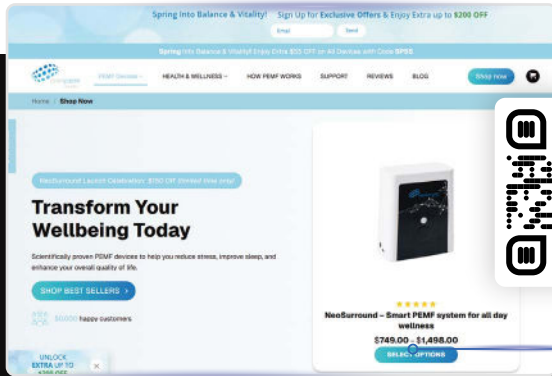 Spring Into Balance & Vitality! Sign Up for Exclusive Offers & Enjoy Extra up to $200 OFF
Email Send
Spring Into Balance & Vitality! Enjoy Extra $55 OFF on All Devices with Code SP55
PEMF Devices HEALTH & WELLNESS HOW PEMF WORKS SUPPORT REVIEWS BLOG Shop now
Home / Shop Now
NeoSurround Launch Celebration: $150 Off (limited time only)
Transform Your
Wellbeing Today
Scientifically proven PEMF devices to help you reduce stress, improve sleep, and
enhance your overall quality of life.
SHOP BEST SELLERS >
happy customers
NeoSurround – Smart PEMF system for all day
wellness
$749.00 - $1,498.00
SELECT OPTIONS
UNLOCK
EXTRA UP TO
$200 OFF
×